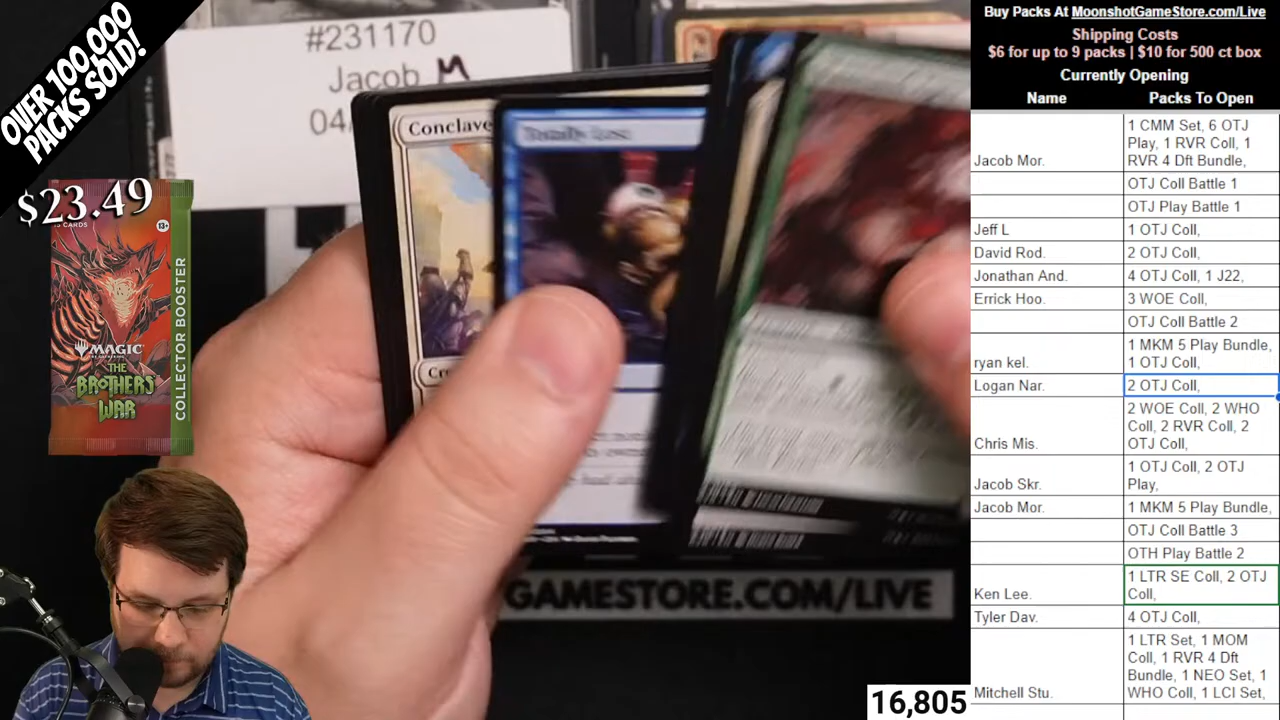 OVER 100,000
PACKS SOLD!
$23.49
CARDS
13+
MAGIC
THE
BROTHERS'
WAR
COLLECTOR BOOSTER
#231170
Jacob M
04/
Conclave
Totally Lost
GAMESTORE.COM/LIVE
16,805
Buy Packs At MoonshotGameStore.com/Live
Shipping Costs
$6 for up to 9 packs | $10 for 500 ct box
Currently Opening
Name Packs To Open
Jacob Mor. 1 CMM Set, 6 OTJ
Play, 1 RVR Coll, 1
RVR 4 Dft Bundle,
OTJ Coll Battle 1
OTJ Play Battle 1
Jeff L 1 OTJ Coll,
David Rod. 2 OTJ Coll,
Jonathan And. 4 OTJ Coll, 1 J22,
Errick Hoo. 3 WOE Coll,
OTJ Coll Battle 2
ryan kel. 1 MKM 5 Play Bundle,
1 OTJ Coll,
Logan Nar. 2 OTJ Coll,
Chris Mis. 2 WOE Coll, 2 WHO
Coll, 2 RVR Coll, 2
OTJ Coll,
Jacob Skr. 1 OTJ Coll, 2 OTJ
Play,
Jacob Mor. 1 MKM 5 Play Bundle,
OTJ Coll Battle 3
OTH Play Battle 2
Ken Lee. 1 LTR SE Coll, 2 OTJ
Coll,
Tyler Dav. 4 OTJ Coll,
Mitchell Stu. 1 LTR Set, 1 MOM
Coll, 1 RVR 4 Dft
Bundle, 1 NEO Set, 1
WHO Coll, 1 LCI Set,